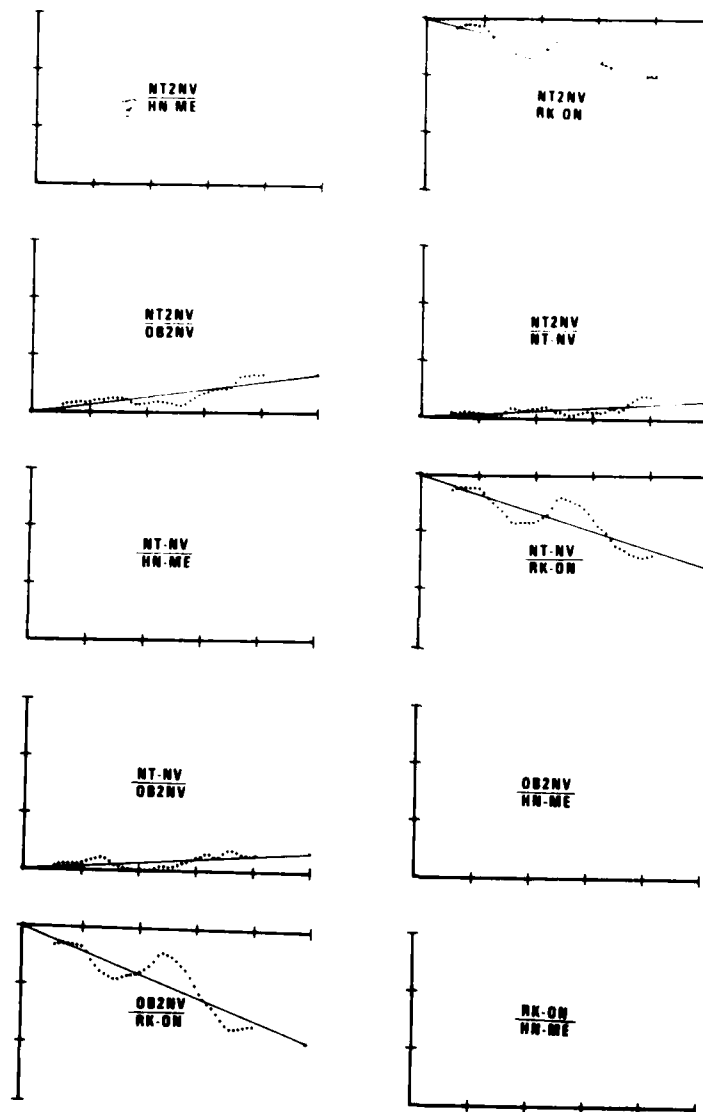 NT2NV
HN ME
NT2NV
RK ON
NT2NV
OB2NV
NT2NV
NT-NV
NT-NV
HN-ME
NT-NV
RK-ON
NT-NV
OB2NV
OB2NV
HN-ME
OB2NV
RK-ON
RK-ON
HN-ME